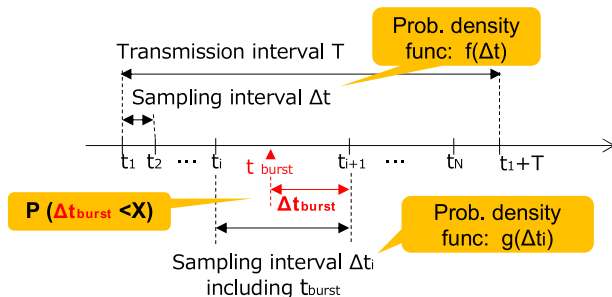 Prob. density
func: f(Δt)
Transmission interval T
Sampling interval Δt
t1 t2 ... ti ti+1 ... tN t1+T
t burst
Δtburst
P (Δtburst <X)
Prob. density
func: g(Δti)
Sampling interval Δti
including tburst